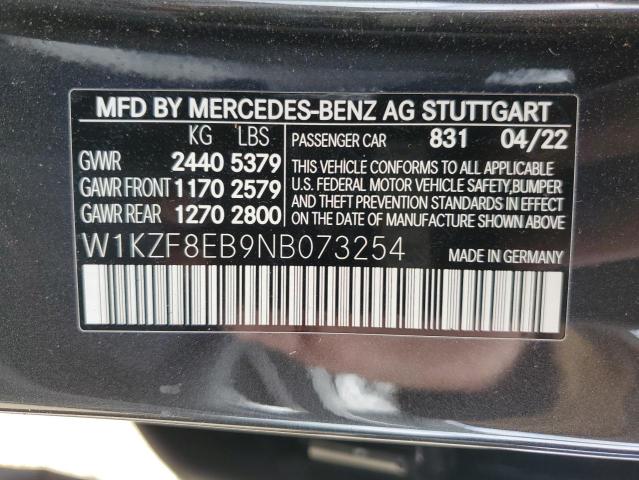 MFD BY MERCEDES-BENZ AG STUTTGART
KG LBS
GVWR 2440 5379
GAWR FRONT 1170 2579
GAWR REAR 1270 2800
PASSENGER CAR 831 04/22
THIS VEHICLE CONFORMS TO ALL APPLICABLE
U.S. FEDERAL MOTOR VEHICLE SAFETY,BUMPER
AND THEFT PREVENTION STANDARDS IN EFFECT
ON THE DATE OF MANUFACTURE SHOWN ABOVE.
W1KZF8EB9NB073254
MADE IN GERMANY